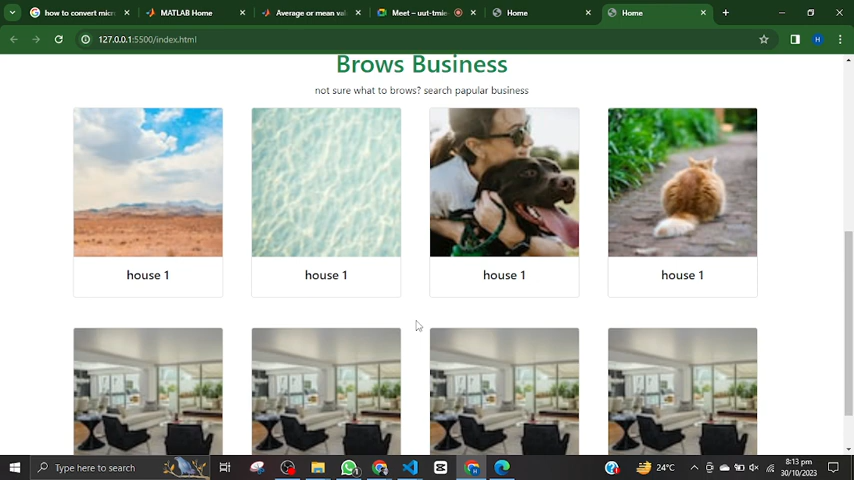 how to convert micr
MATLAB Home
Average or mean val
Meet – uut-tmie
Home
Home
127.0.0.1:5500/index.html
H
Brows Business
not sure what to brows? search papular business
house 1
house 1
house 1
house 1
Type here to search
24°C
8:13 pm
30/10/2023